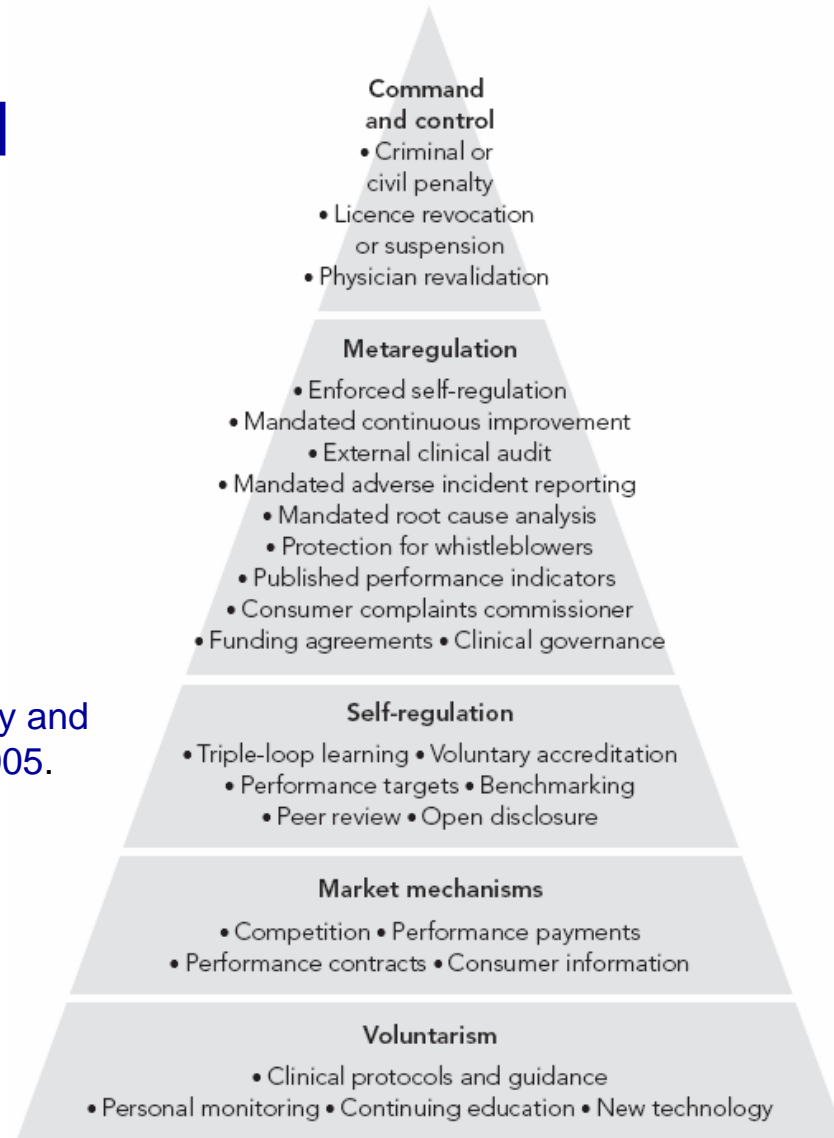 Command
and control
• Criminal or
civil penalty
• Licence revocation
or suspension
• Physician revalidation
Metaregulation
• Enforced self-regulation
• Mandated continuous improvement
• External clinical audit
• Mandated adverse incident reporting
• Mandated root cause analysis
• Protection for whistleblowers
• Published performance indicators
• Consumer complaints commissioner
• Funding agreements • Clinical governance
and
Self-regulation
• Triple-loop learning • Voluntary accreditation
• Performance targets • Benchmarking
• Peer review • Open disclosure
Market mechanisms
• Competition • Performance payments
• Performance contracts • Consumer information
Voluntarism
• Clinical protocols and guidance
• Personal monitoring • Continuing education • New technology